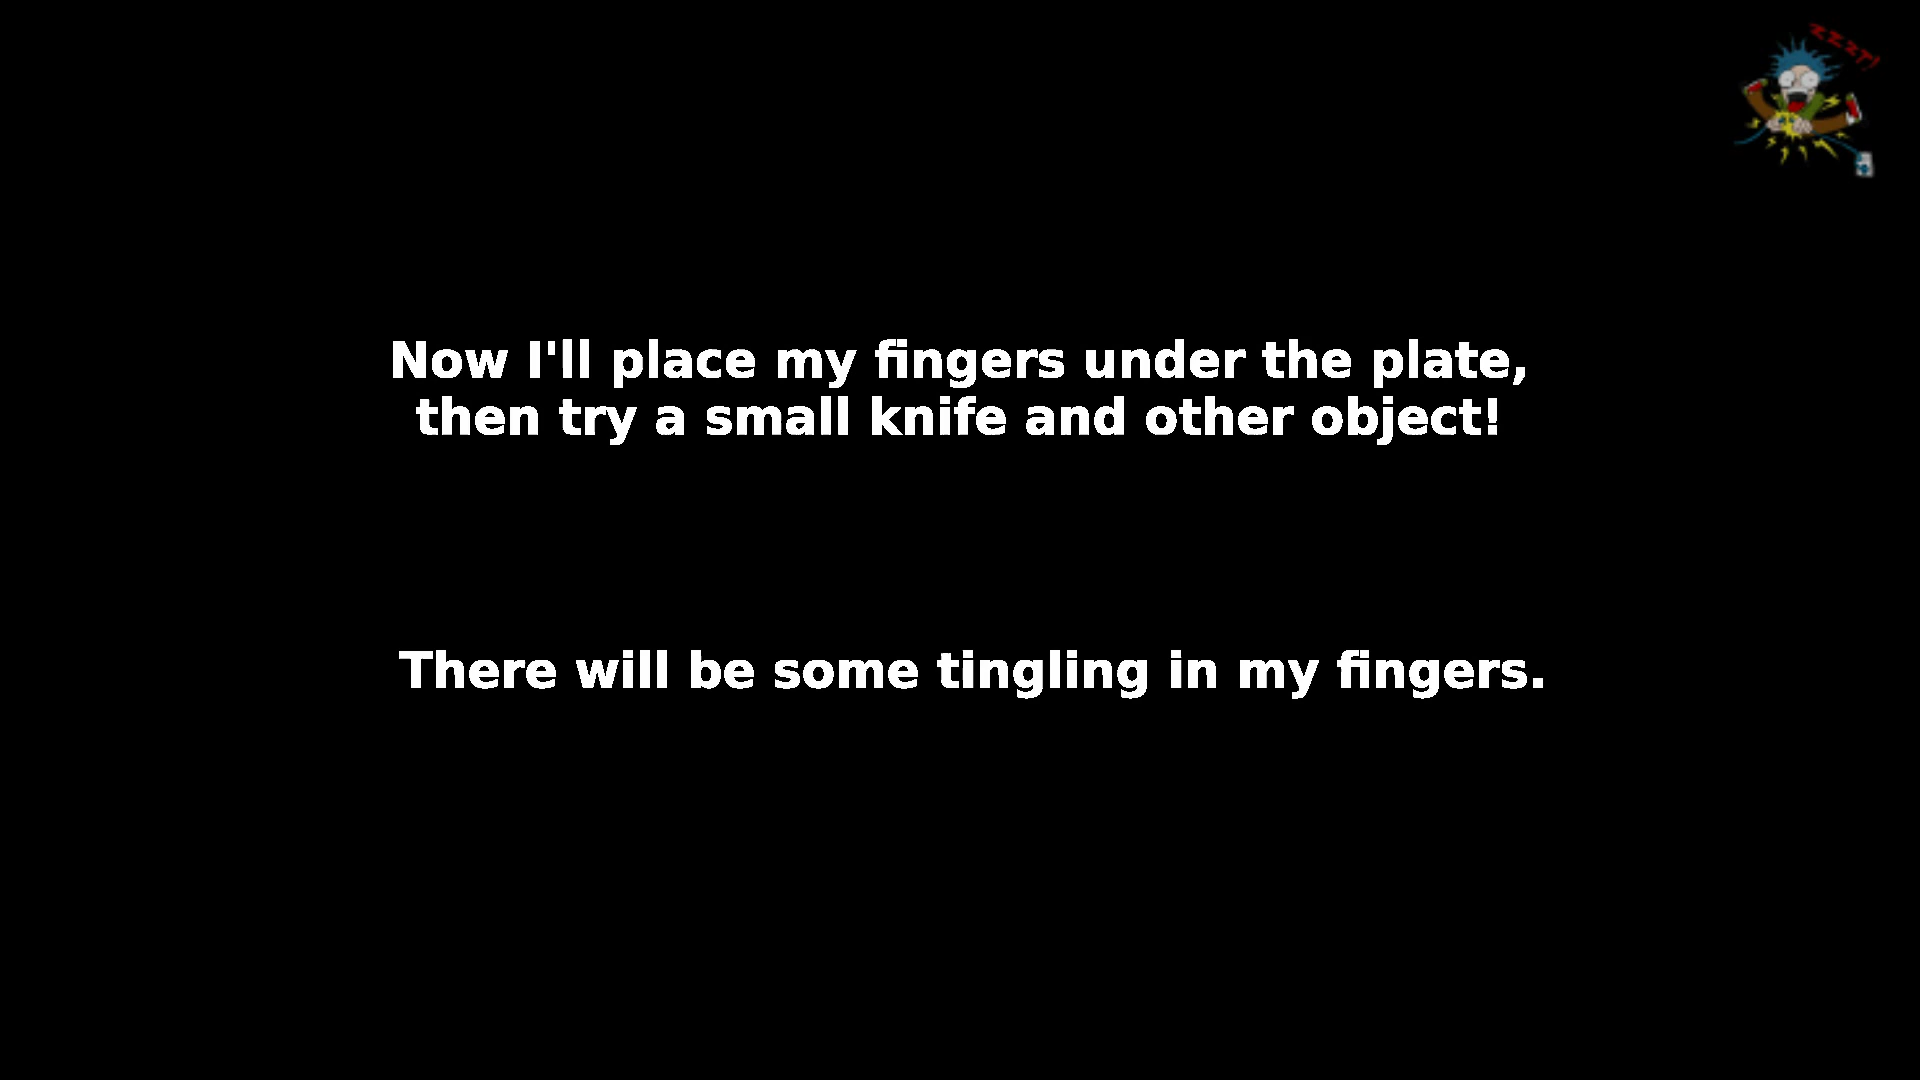 ZZZT!
Now I'll place my fingers under the plate,
then try a small knife and other object!
There will be some tingling in my fingers.